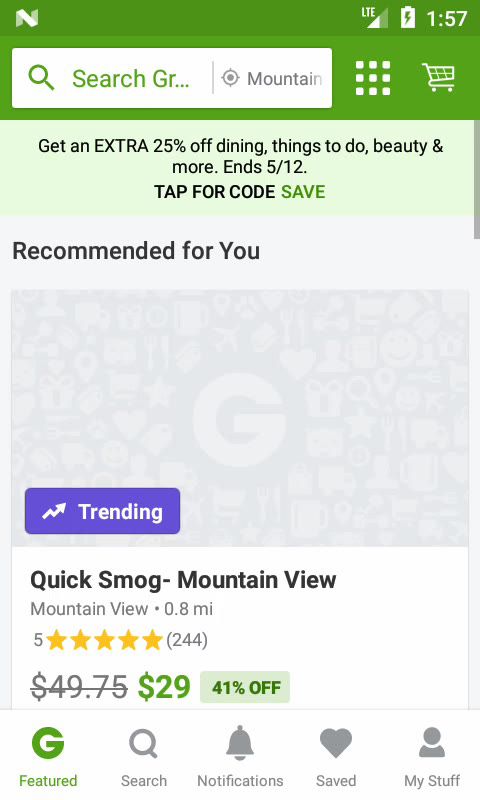 LTE 1:57
Search Gr... Mountain
Get an EXTRA 25% off dining, things to do, beauty &
more. Ends 5/12.
TAP FOR CODE SAVE
Recommended for You
G
Trending
Quick Smog- Mountain View
Mountain View • 0.8 mi
5 (244)
$49.75 $29 41% OFF
G
Featured Search Notifications Saved My Stuff